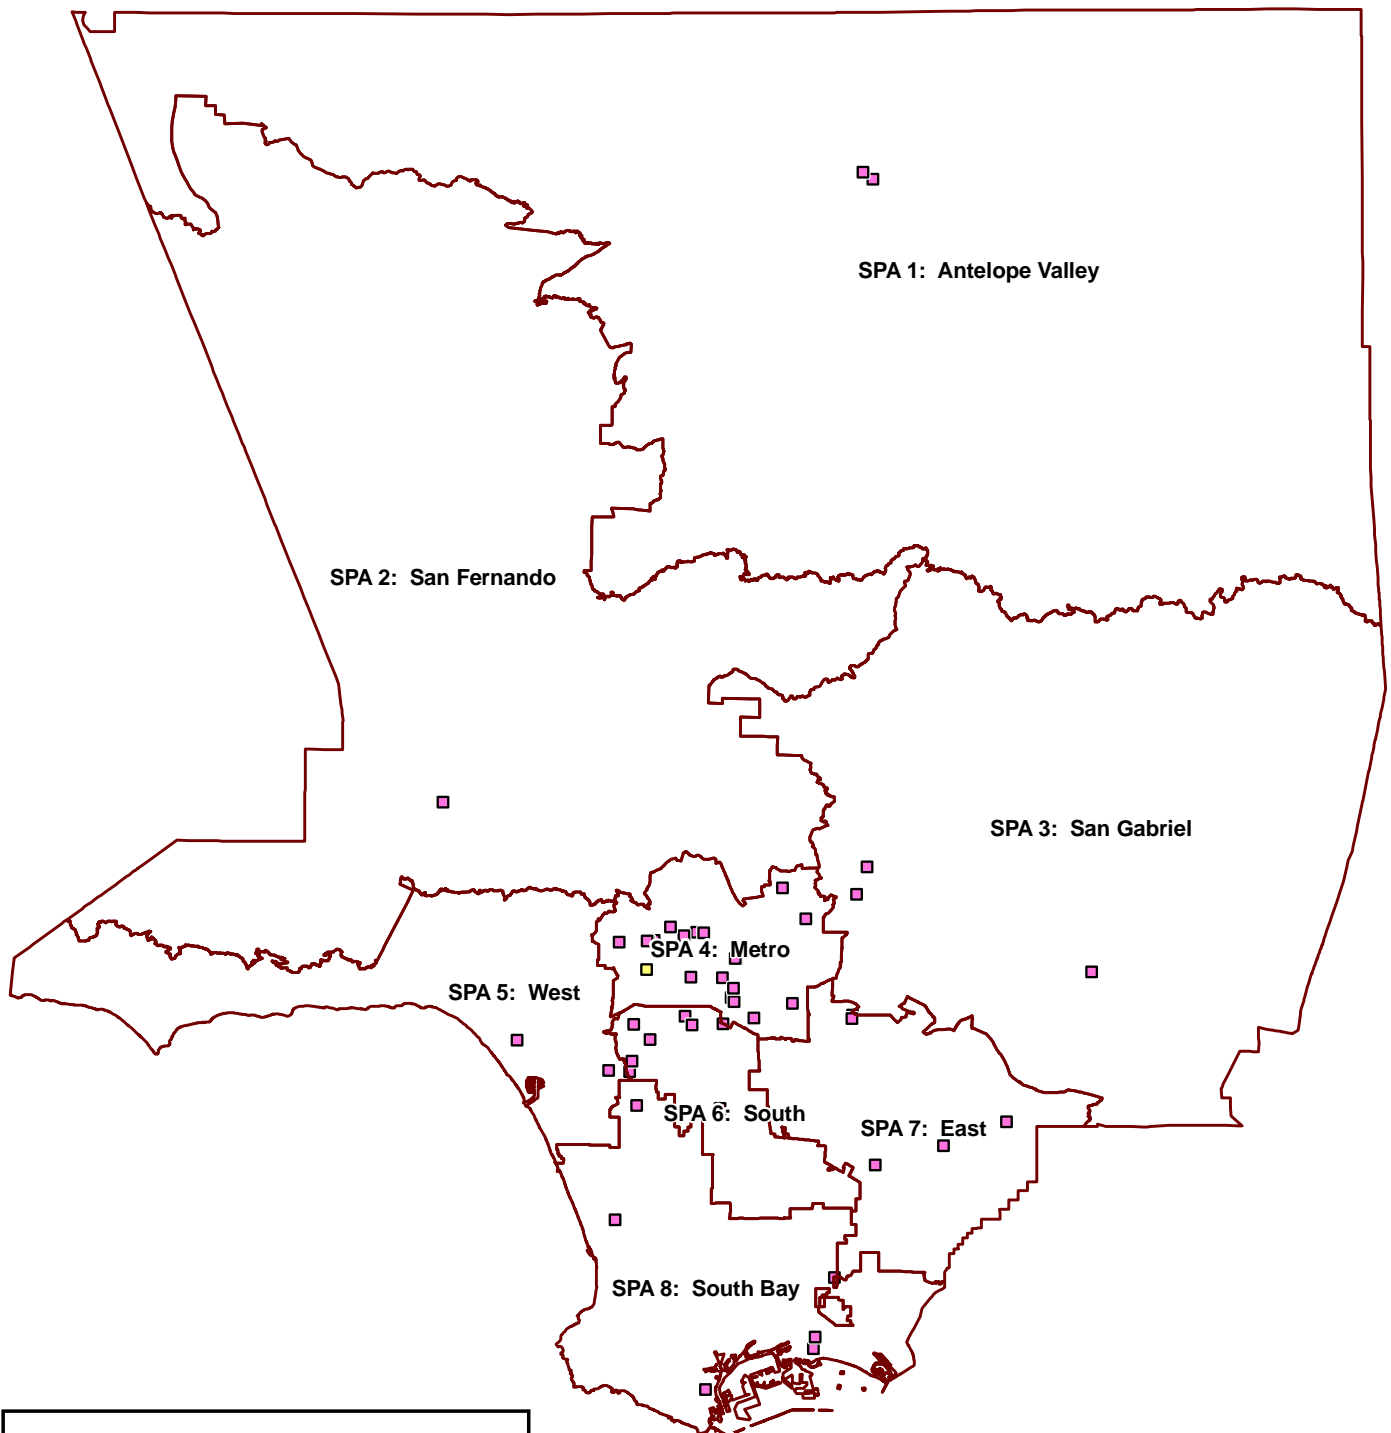 SPA 1: Antelope Valley
SPA 2: San Fernando
SPA 3: San Gabriel
SPA 4: Metro
SPA 5: West
SPA 6: South
SPA 7: East
SPA 8: South Bay